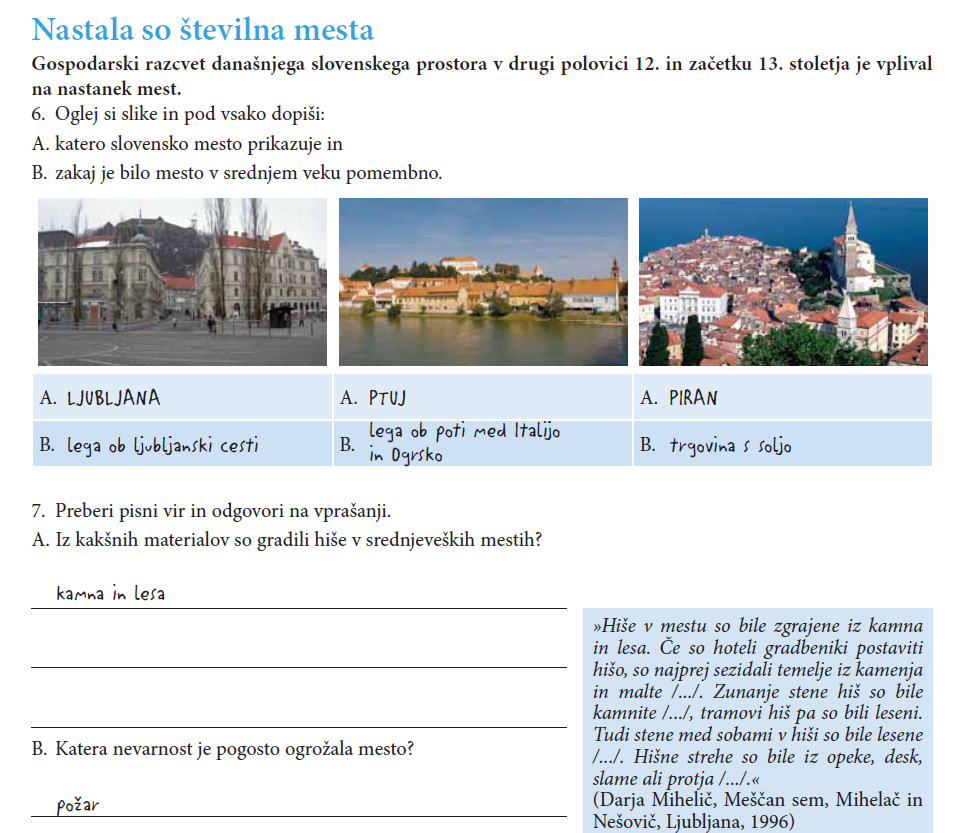 Nastala so številna mesta
Gospodarski razcvet današnjega slovenskega prostora v drugi polovici 12. in začetku 13. stoletja je vplival
na nastanek mest.
6. Oglej si slike in pod vsako dopiši:
A. katero slovensko mesto prikazuje in
B. zakaj je bilo mesto v srednjem veku pomembno.
A. LJUBLJANA
A. PTUJ
A. PIRAN
B. lega ob ljubljanski cesti
B. lega ob poti med Italijo
in Ogrsko
B. trgovina s soljo
7. Preberi pisni vir in odgovori na vprašanji.
A. Iz kakšnih materialov so gradili hiše v srednjeveških mestih?
kamna in lesa
B. Katera nevarnost je pogosto ogrožala mesto?
požar
»Hiše v mestu so bile zgrajene iz kamna
in lesa. Če so hoteli gradbeniki postaviti
hišo, so najprej sezidali temelje iz kamenja
in malte /.../. Zunanje stene hiš so bile
kamnite /.../, tramovi hiš pa so bili leseni.
Tudi stene med sobami v hiši so bile lesene
/.../. Hišne strehe so bile iz opeke, desk,
slame ali protja /.../.«
(Darja Mihelič, Meščan sem, Mihelač in
Nešovič, Ljubljana, 1996)